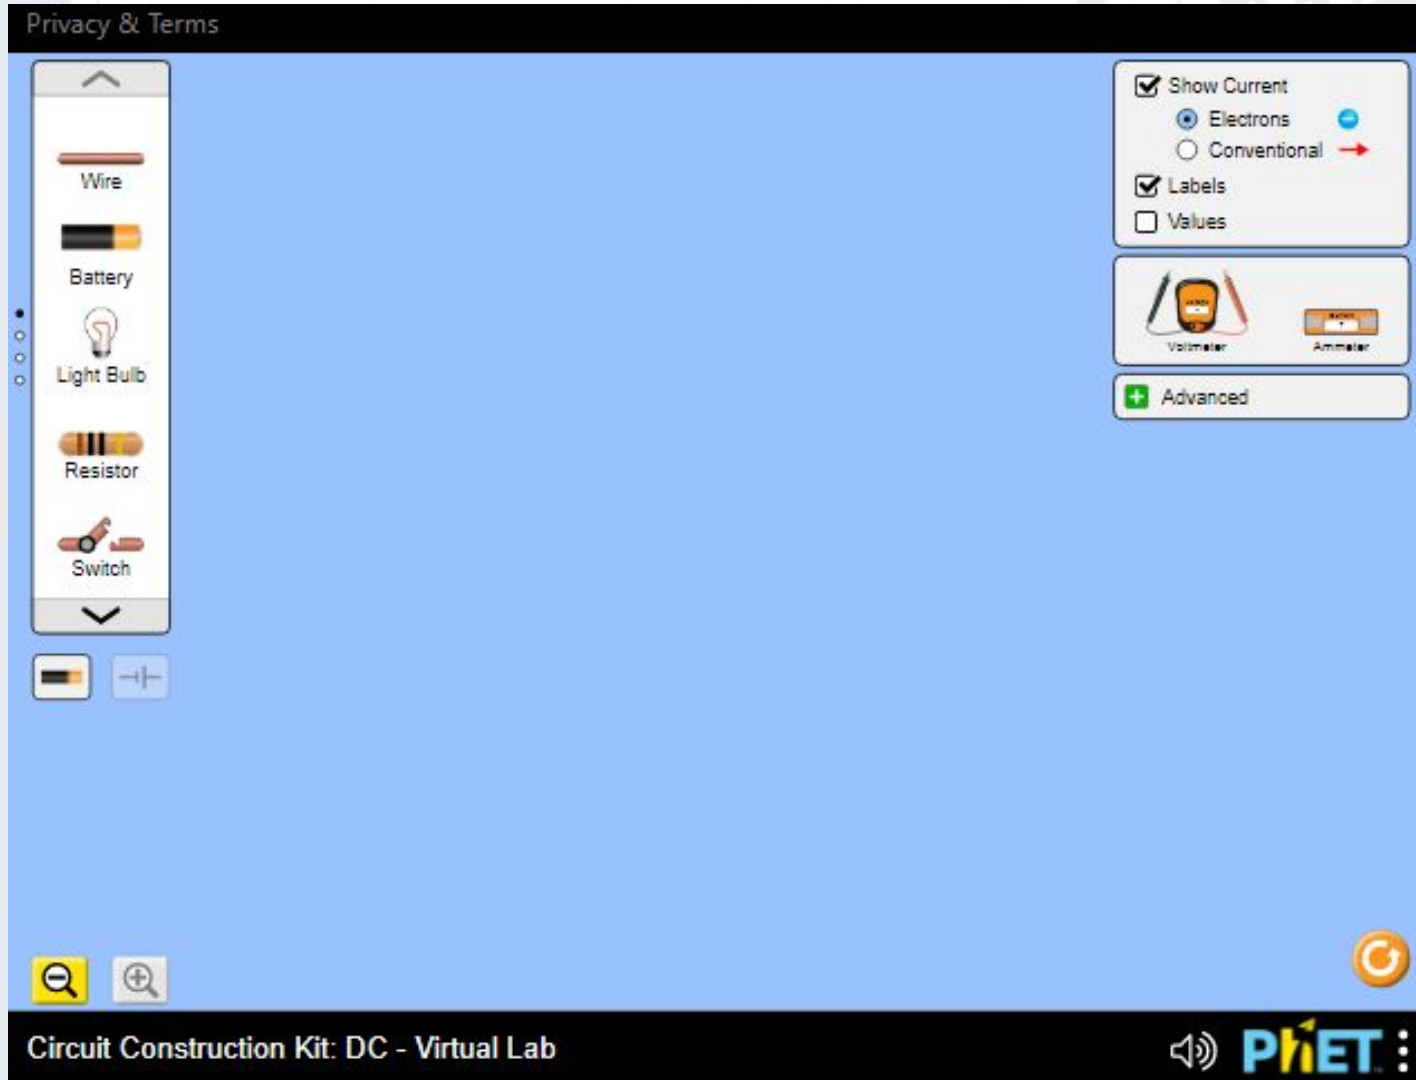 Privacy & Terms
Wire
Battery
Light Bulb
Resistor
Switch
Show Current
Electrons
Conventional
Labels
Values
Voltmeter
Ammeter
Advanced
Circuit Construction Kit: DC - Virtual Lab
PhET